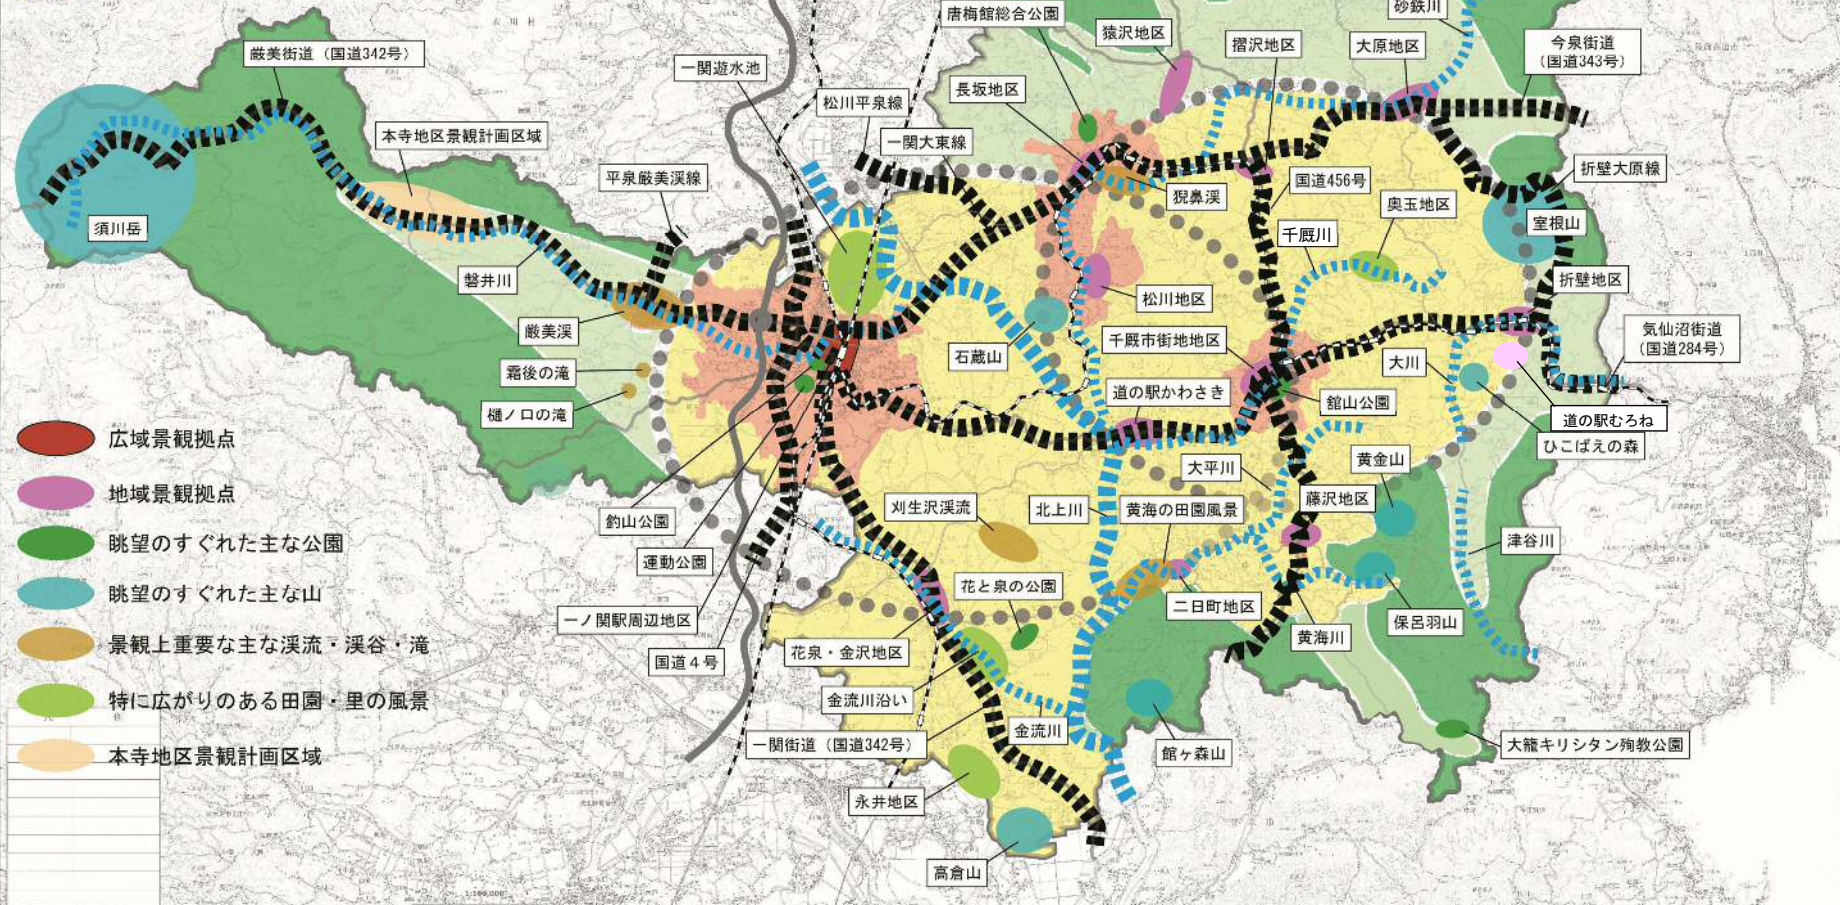 唐梅館総合公園
猿沢地区
砂鉄川
摺沢地区
大原地区
今泉街道
（国道343号）
厳美街道（国道342号）
一関遊水池
長坂地区
松川平泉線
一関大東線
本寺地区景観計画区域
平泉厳美渓線
猊鼻渓
国道456号
折壁大原線
奥玉地区
室根山
須川岳
千厩川
磐井川
折壁地区
松川地区
厳美渓
千厩市街地地区
気仙沼街道
（国道284号）
石蔵山
大川
霜後の滝
道の駅かわさき
館山公園
樋ノ口の滝
道の駅むろね
ひこばえの森
広域景観拠点
大平川
黄金山
地域景観拠点
藤沢地区
刈生沢渓流
北上川
黄海の田園風景
釣山公園
眺望のすぐれた主な公園
津谷川
運動公園
花と泉の公園
眺望のすぐれた主な山
二日町地区
一ノ関駅周辺地区
保呂羽山
黄海川
景観上重要な主な渓流・渓谷・滝
花泉・金沢地区
国道４号
特に広がりのある田園・里の風景
金流川沿い
金流川
一関街道（国道342号）
館ヶ森山
大籠キリシタン殉教公園
本寺地区景観計画区域
永井地区
高倉山
1:100,000